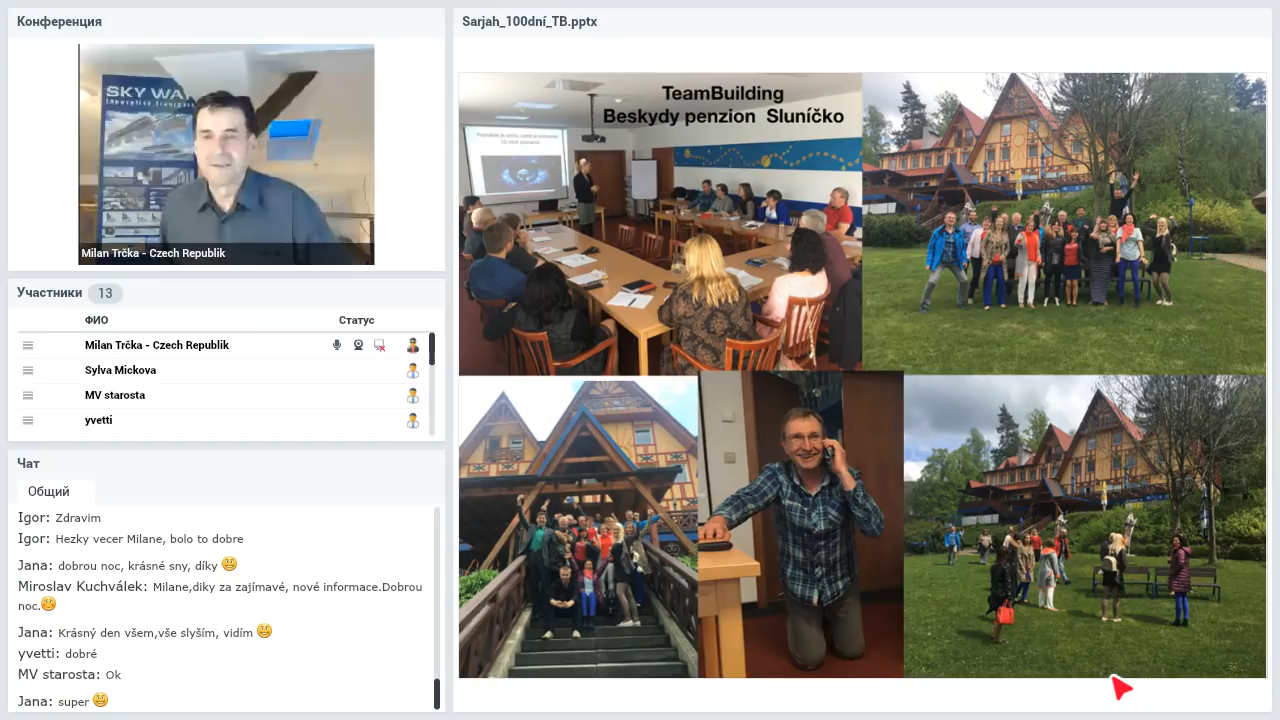 Конференция
SKY WA
Milan Trčka - Czech Republik
Участники 13
ФИО Статус
Milan Trčka - Czech Republik
Sylva Mickova
MV starosta
yvetti
Чат
Общий
Igor: Zdravim
Igor: Hezky vecer Milane, bolo to dobre
Jana: dobrou noc, krásné sny, díky
Miroslav Kuchválek: Milane,diky za zajímavé, nové informace.Dobrou
noc.
Jana: Krásný den všem,vše slyším, vidím
yvetti: dobré
MV starosta: Ok
Jana: super
Sarjah_100dní_TB.pptx
TeamBuilding
Beskydy penzion Sluníčko